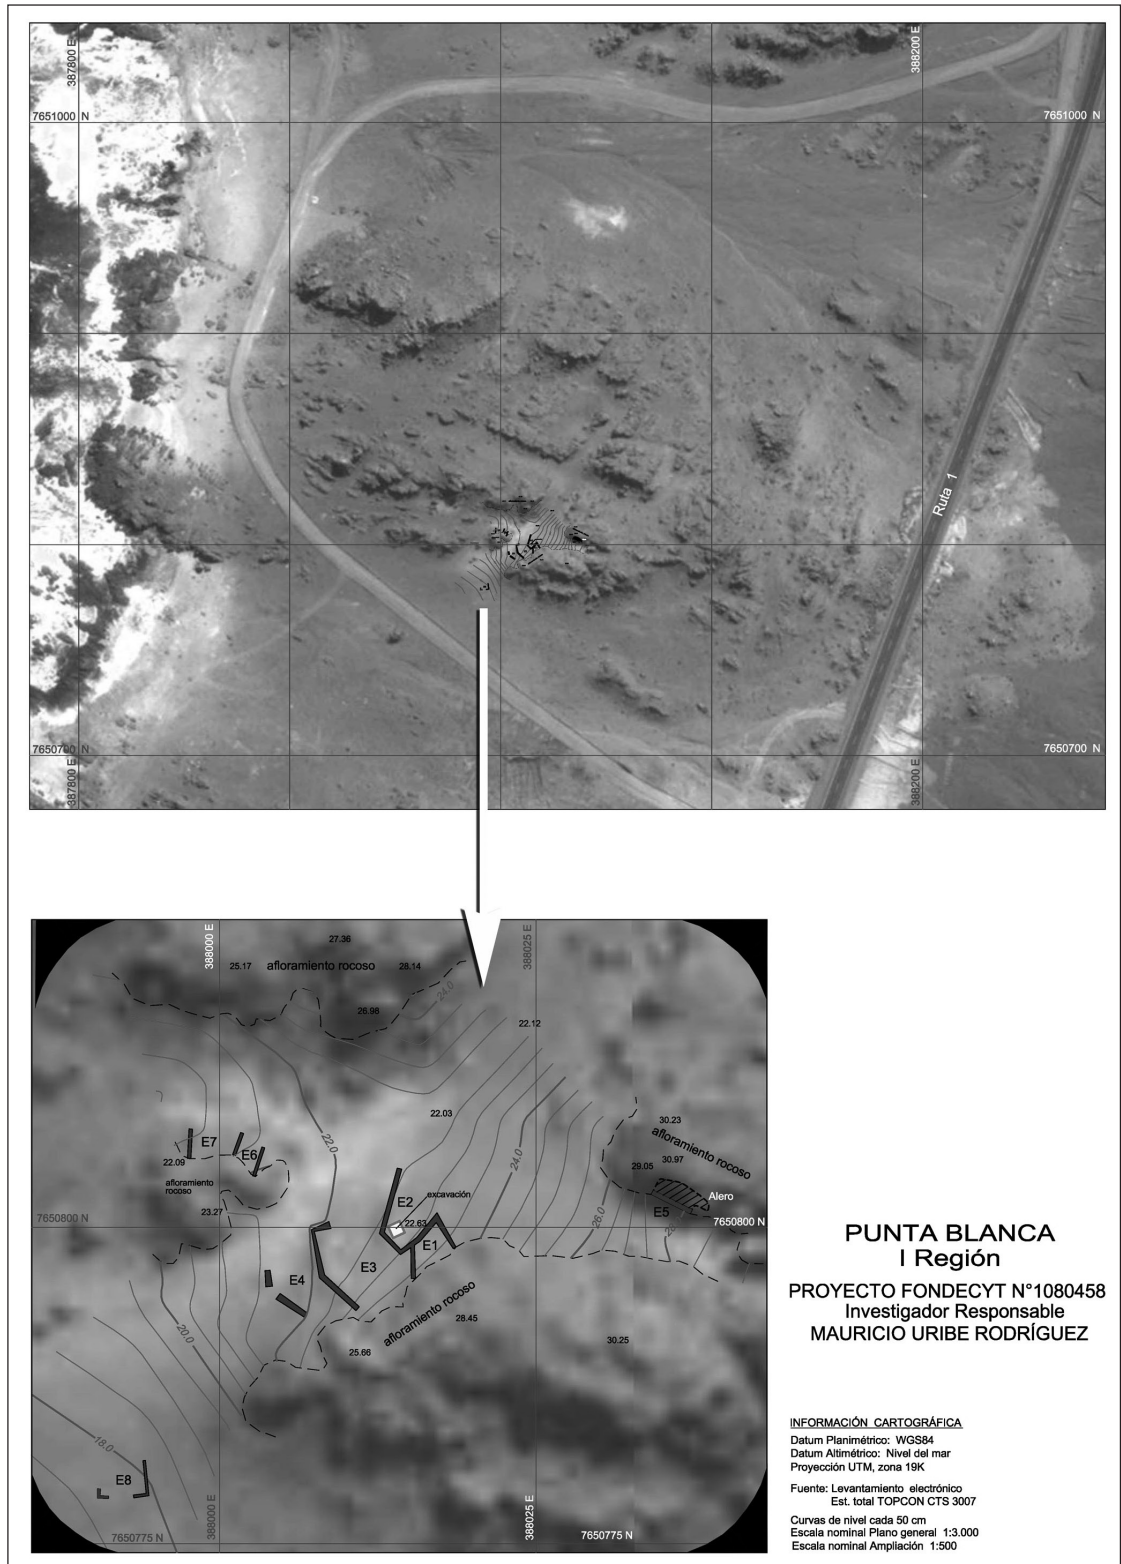 387800 E
388200 E
7651000 N
7651000 N
Ruta 1
7650700 N
7650700 N
387800 E
388200 E
388000 E
388025 E
27.36
25.17
afloramiento rocoso
28.14
26.98
24.0
22.12
22.03
22.0
24.0
30.23
afloramiento rocoso
30.97
29.05
Alero
E5
26.0
E7
E6
22.09
afloramiento
rocoso
23.27
E2
excavación
22.63
E1
7650800 N
7650800 N
E3
E4
afloramiento rocoso
28.45
25.66
30.25
20.0
18.0
E8
388000 E
388025 E
7650775 N
7650775 N
PUNTA BLANCA
I Región
PROYECTO FONDECYT N°1080458
Investigador Responsable
MAURICIO URIBE RODRÍGUEZ
INFORMACIÓN CARTOGRÁFICA
Datum Planimétrico: WGS84
Datum Altimétrico: Nivel del mar
Proyección UTM, zona 19K
Fuente: Levantamiento electrónico
Est. total TOPCON CTS 3007
Curvas de nivel cada 50 cm
Escala nominal Plano general 1:3.000
Escala nominal Ampliación 1:500